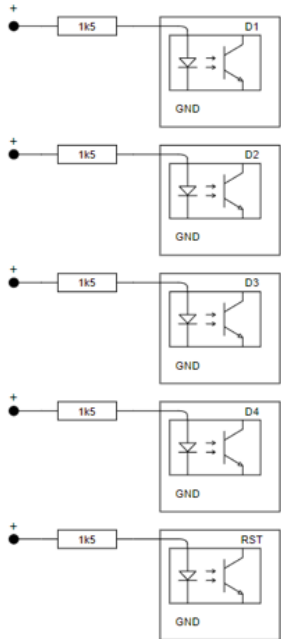 +
1k5
D1
GND
+
1k5
D2
GND
+
1k5
D3
GND
+
1k5
D4
GND
+
1k5
RST
GND